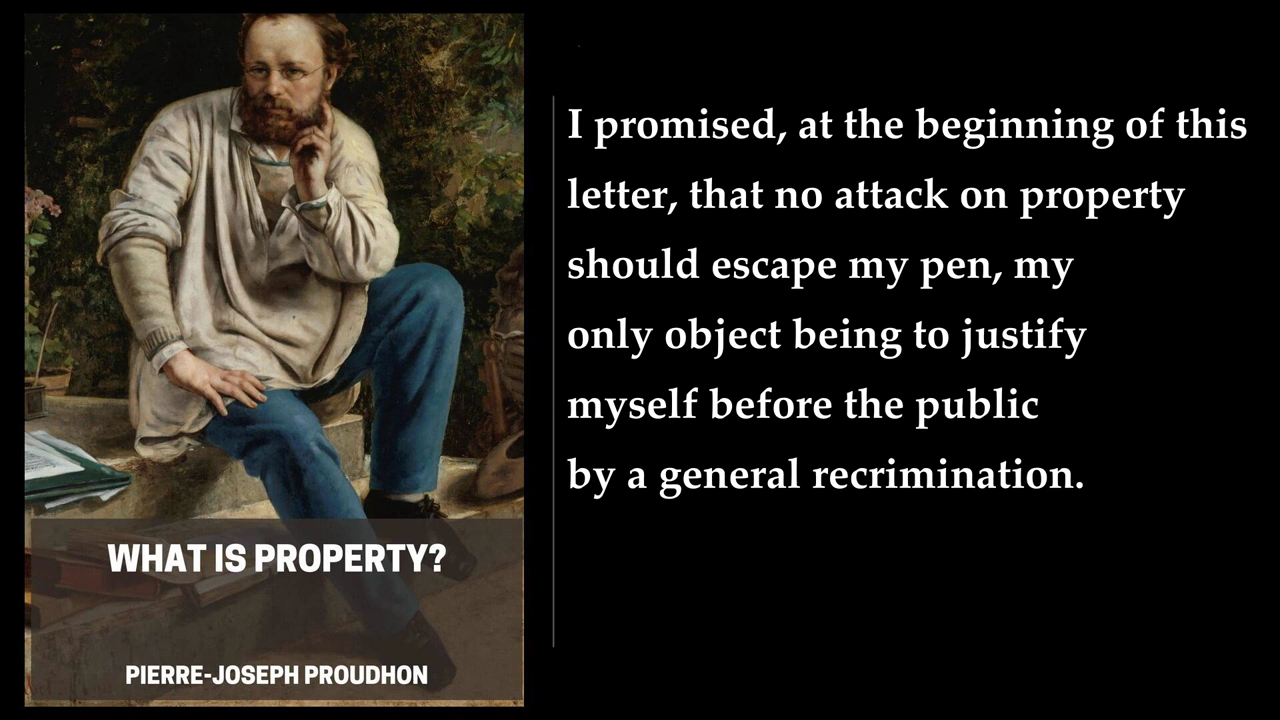 I promised, at the beginning of this
letter, that no attack on property
should escape my pen, my
only object being to justify
myself before the public
by a general recrimination.
WHAT IS PROPERTY?
PIERRE-JOSEPH PROUDHON